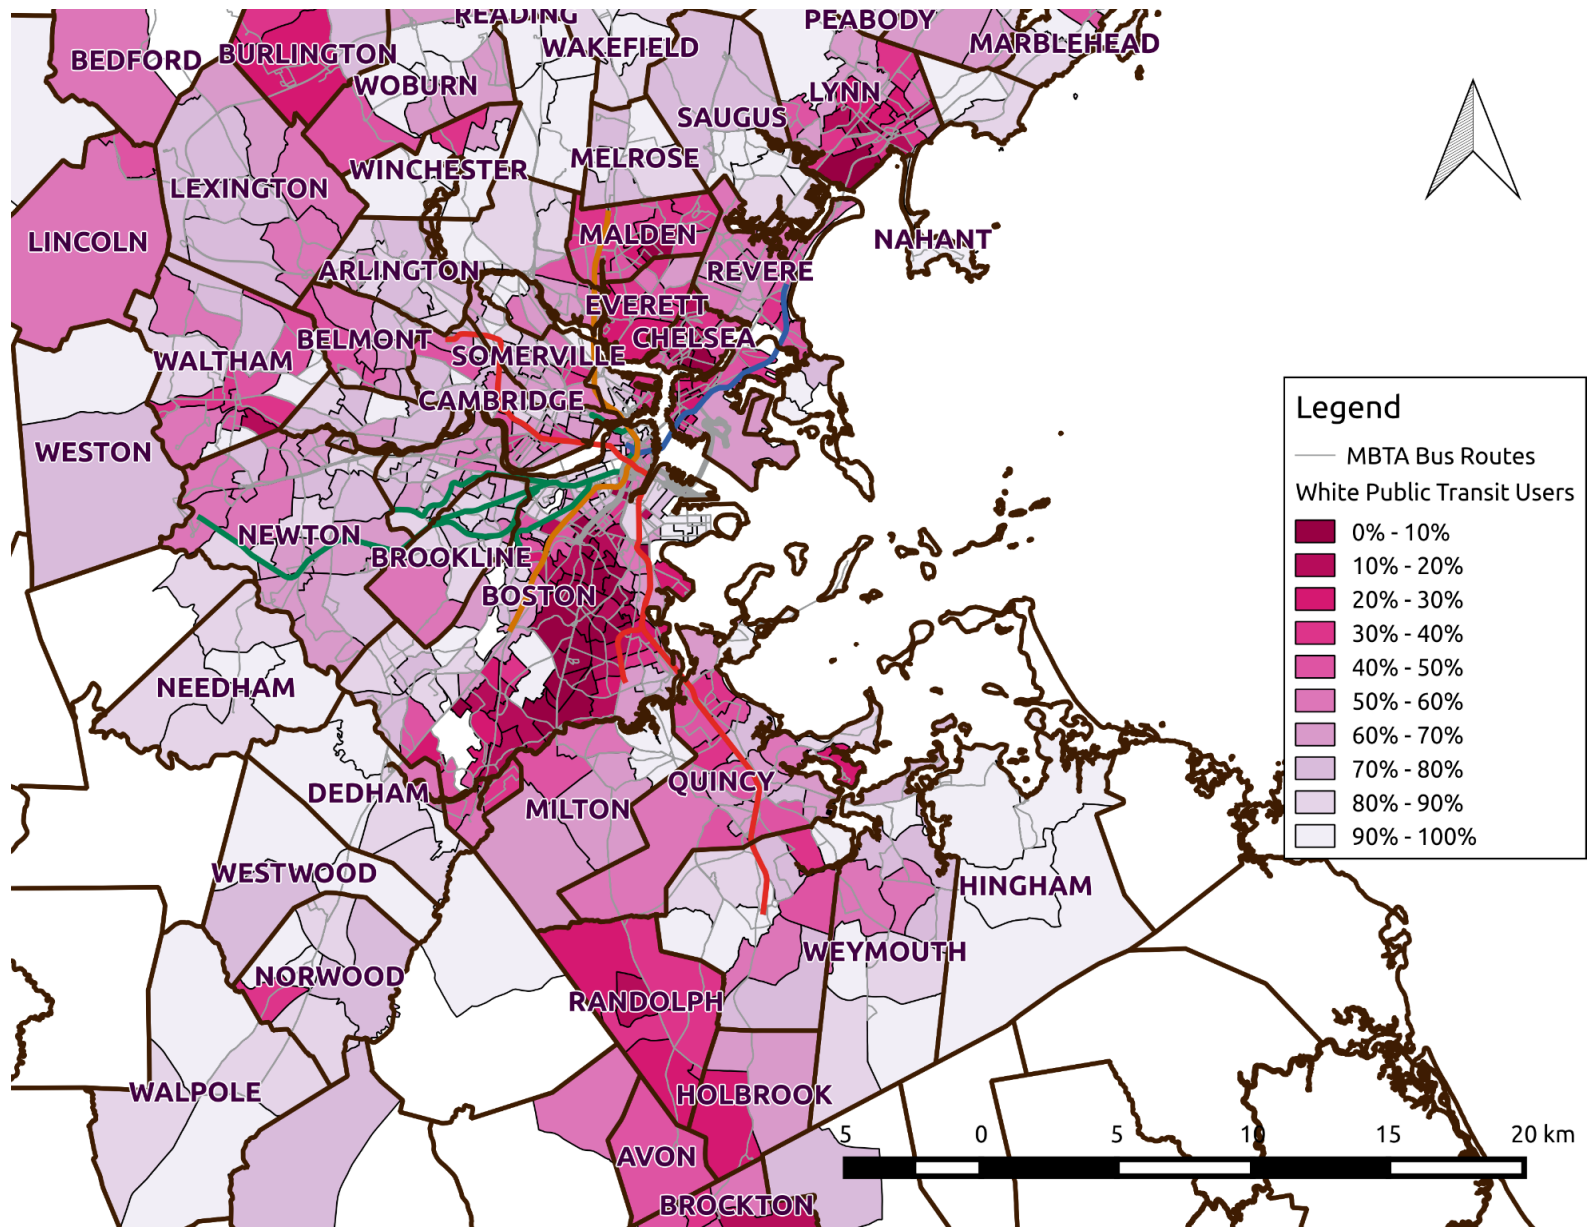 READING
PEABODY
WAKEFIELD
MARBLEHEAD
BEDFORD
BURLINGTON
WOBURN
LYNN
SAUGUS
MELROSE
WINCHESTER
LEXINGTON
LINCOLN
MALDEN
NAHANT
ARLINGTON
REVERE
EVERETT
BELMONT
CHELSEA
SOMERVILLE
WALTHAM
CAMBRIDGE
WESTON
NEWTON
BROOKLINE
BOSTON
NEEDHAM
QUINCY
DEDHAM
MILTON
WESTWOOD
HINGHAM
WEYMOUTH
NORWOOD
RANDOLPH
WALPOLE
HOLBROOK
AVON
BROCKTON
Legend
MBTA Bus Routes
White Public Transit Users
0% - 10%
10% - 20%
20% - 30%
30% - 40%
40% - 50%
50% - 60%
60% - 70%
70% - 80%
80% - 90%
90% - 100%
5 0 5 10 15 20 km